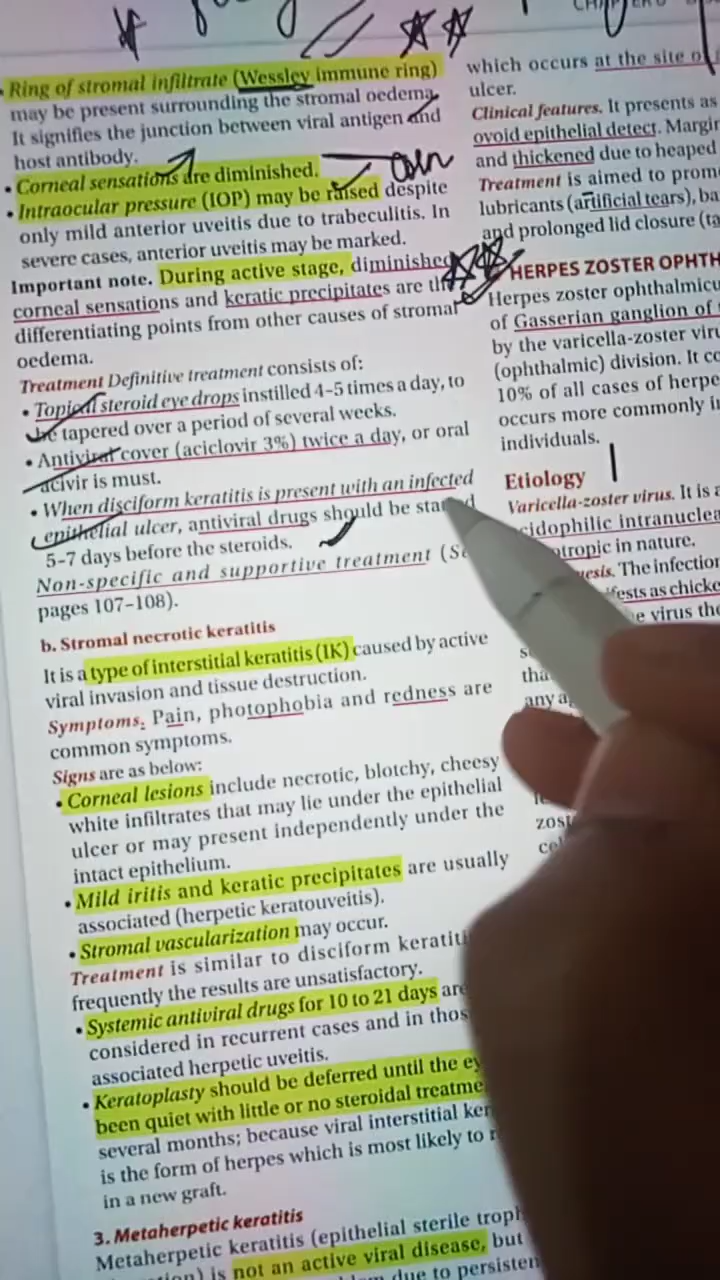 • Ring of stromal infiltrate (Wessley immune ring)
may be present surrounding the stromal oedema.
It signifies the junction between viral antigen and
host antibody.
• Corneal sensations are diminished.
• Intraocular pressure (IOP) may be raised despite
only mild anterior uveitis due to trabeculitis. In
severe cases, anterior uveitis may be marked.
Important note. During active stage, diminished
corneal sensations and keratic precipitates are the
differentiating points from other causes of stromal
oedema.
Treatment Definitive treatment consists of:
• Topical steroid eye drops instilled 4–5 times a day, to
be tapered over a period of several weeks.
• Antiviral cover (aciclovir 3%) twice a day, or oral
acivir is must.
• When disciform keratitis is present with an infected
epithelial ulcer, antiviral drugs should be
5-7 days before the steroids.
Non-specific and supportive treatment
pages 107–108).
b. Stromal necrotic keratitis
It is a type of interstitial keratitis (IK) caused by active
viral invasion and tissue destruction.
Symptoms. Pain, photophobia and redness are
common symptoms.
Signs are as below:
• Corneal lesions include necrotic, blotchy, cheesy
white infiltrates that may lie under the epithelial
ulcer or may present independently under the
intact epithelium.
• Mild iritis and keratic precipitates are usually
associated (herpetic keratouveitis).
• Stromal vascularization may occur.
Treatment is similar to disciform
frequently the results are unsatisfactory.
• Systemic antiviral drugs for 10 to 21 days are
considered in recurrent cases and in
associated herpetic uveitis.
• Keratoplasty should be deferred until the
been quiet with little or no steroidal
several months; because viral interstitial
is the form of herpes which is most likely to
in a new graft.
3. Metaherpetic keratitis
Metaherpetic keratitis (epithelial sterile
is not an active viral disease, but
due to
which occurs at the site
ulcer.
Clinical features. It presents as
ovoid epithelial detect.
and thickened due to heaped
Treatment is aimed to
lubricants (artificial tears),
and prolonged lid closure
HERPES ZOSTER
Herpes zoster
of Gasserian ganglion of
by the varicella-zoster
(ophthalmic) division. It
10% of all cases of
occurs more commonly
individuals.
Etiology
Varicella-zoster virus. It is
in nature.
The infection
virus